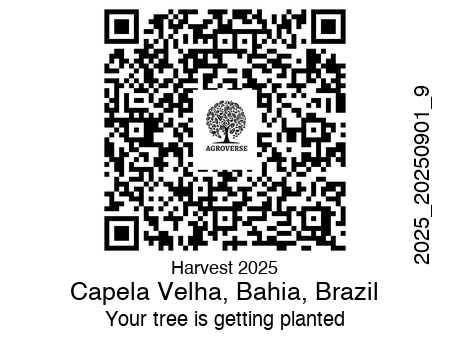 AGROVERSE
Harvest 2025
Capela Velha, Bahia, Brazil
Your tree is getting planted
2025_20250901_9